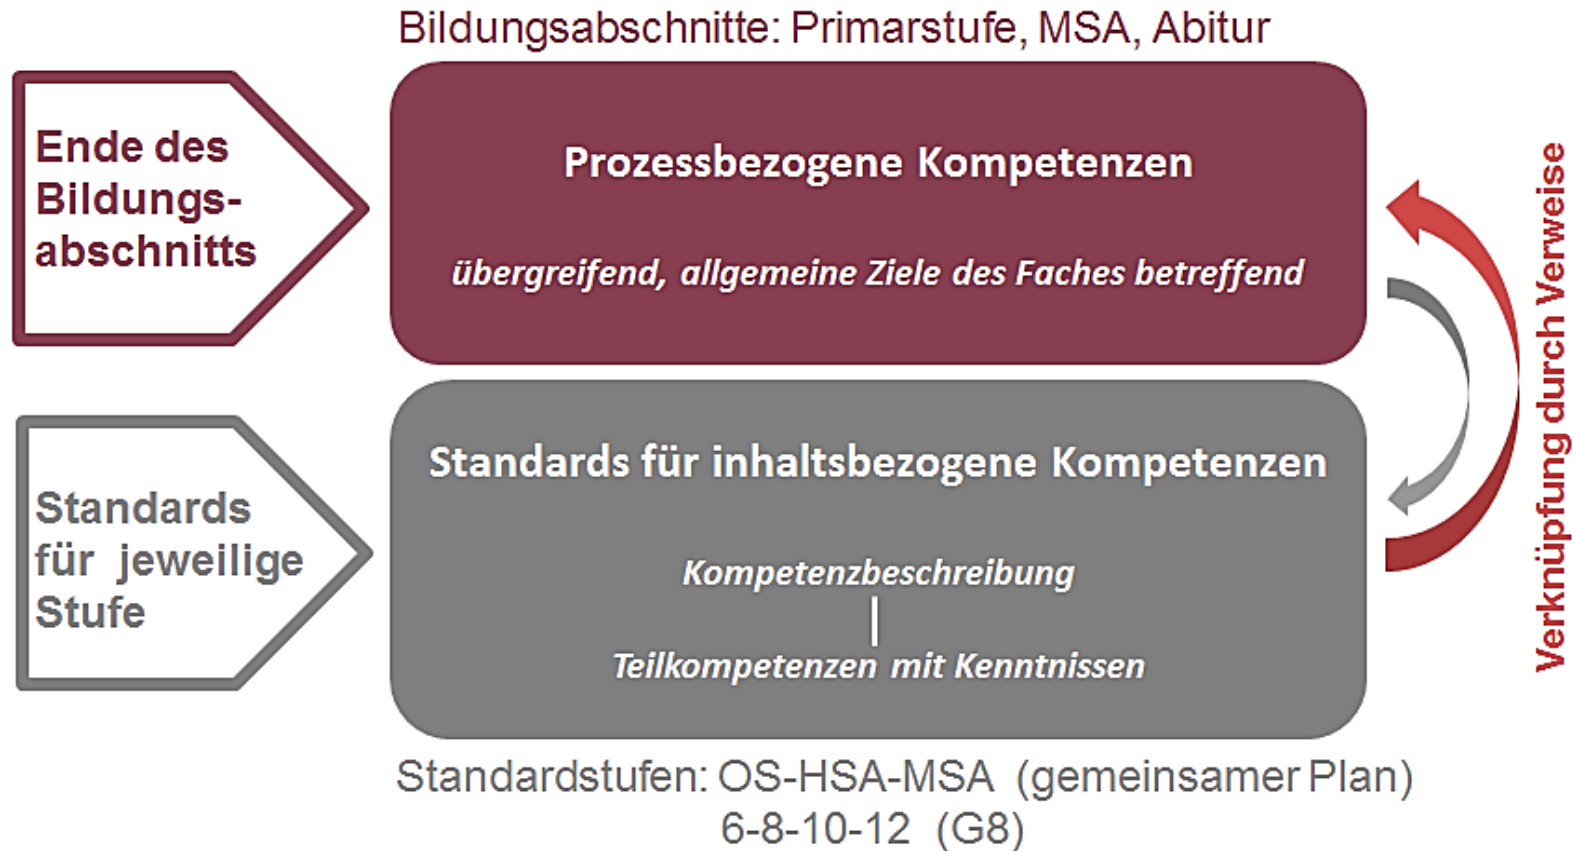 Bildungsabschnitte: Primarstufe, MSA, Abitur
Ende des
Bildungs-
abschnitts
Prozessbezogene Kompetenzen
übergreifend, allgemeine Ziele des Faches betreffend
Standards
für jeweilige
Stufe
Standards für inhaltsbezogene Kompetenzen
Kompetenzbeschreibung
Teilkompetenzen mit Kenntnissen
Verknüpfung durch Verweise
Standardstufen: OS-HSA-MSA (gemeinsamer Plan)
6-8-10-12 (G8)